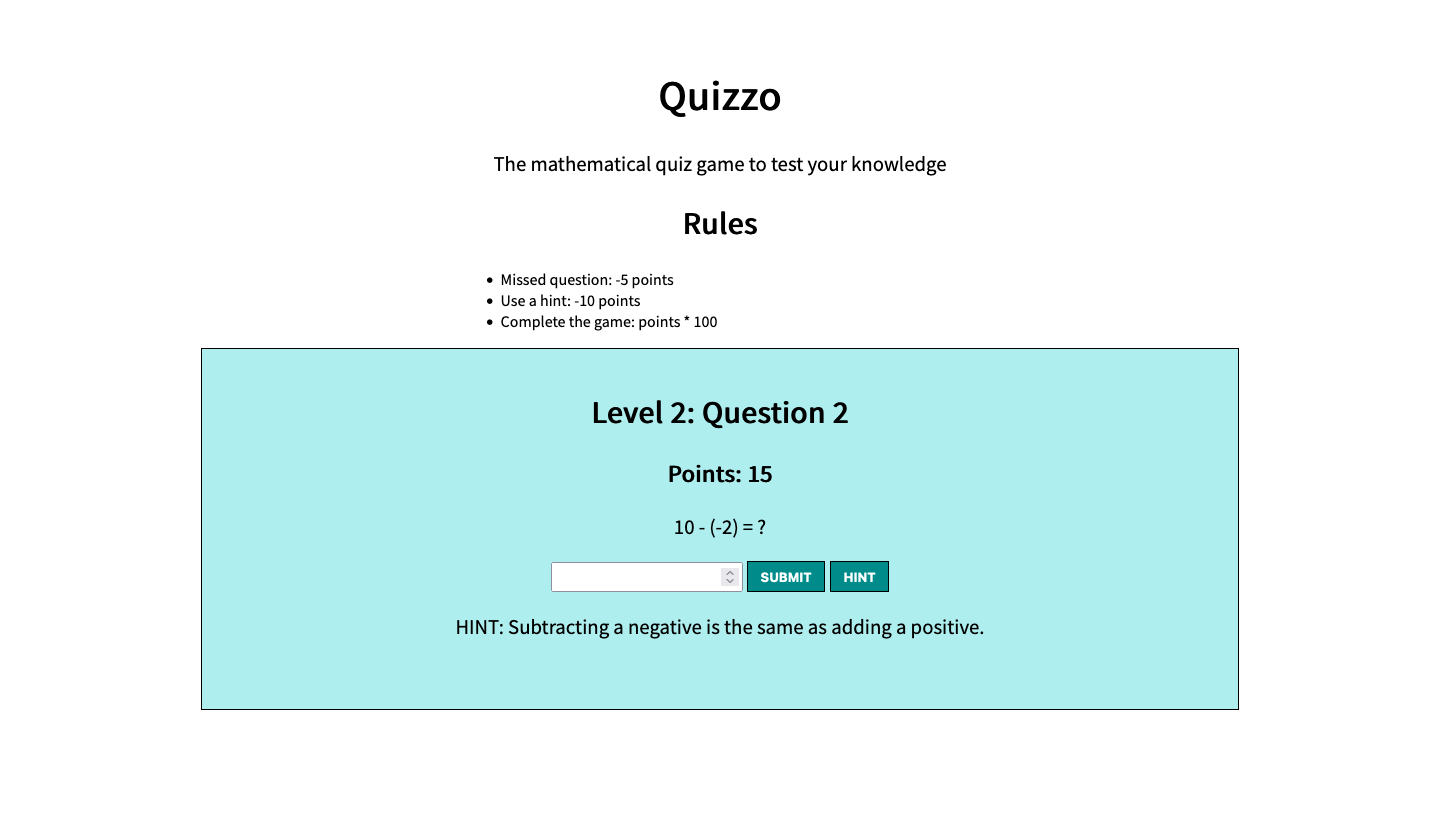 Quizzo
The mathematical quiz game to test your knowledge
Rules
• Missed question: -5 points
• Use a hint: -10 points
• Complete the game: points * 100
Level 2: Question 2
Points: 15
10 - (-2) = ?
SUBMIT HINT
HINT: Subtracting a negative is the same as adding a positive.